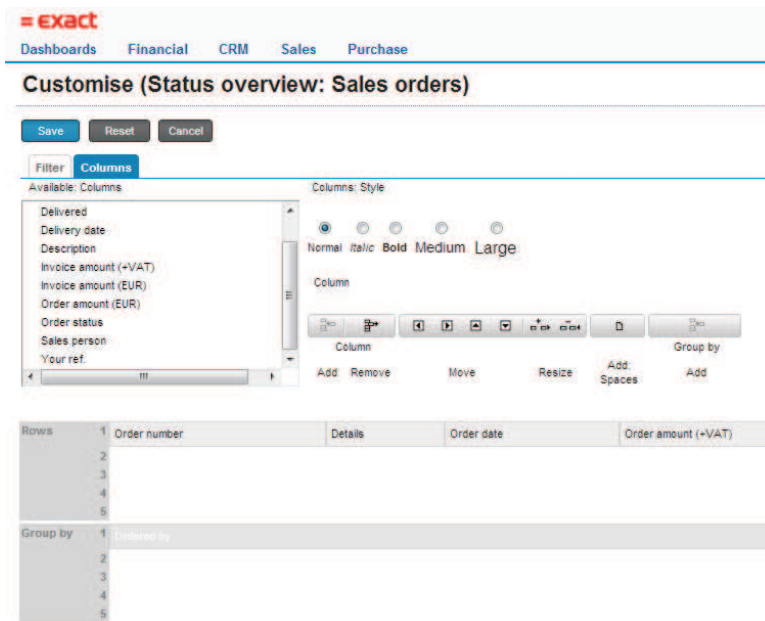 = exact
Dashboards Financial CRM Sales Purchase
Customise (Status overview: Sales orders)
Save Reset Cancel
Filter Columns
Available: Columns Columns: Style
Delivered
Delivery date
Description
Invoice amount (+VAT)
Invoice amount (EUR)
Order amount (EUR)
Order status
Sales person
Your ref.
Normal Italic Bold Medium Large
Column
Column Group by
Add Remove Move Resize Add: Spaces Add
Rows 1 Order number Details Order date Order amount (+VAT)
2
3
4
5
Group by 1 Ordered by
2
3
4
5